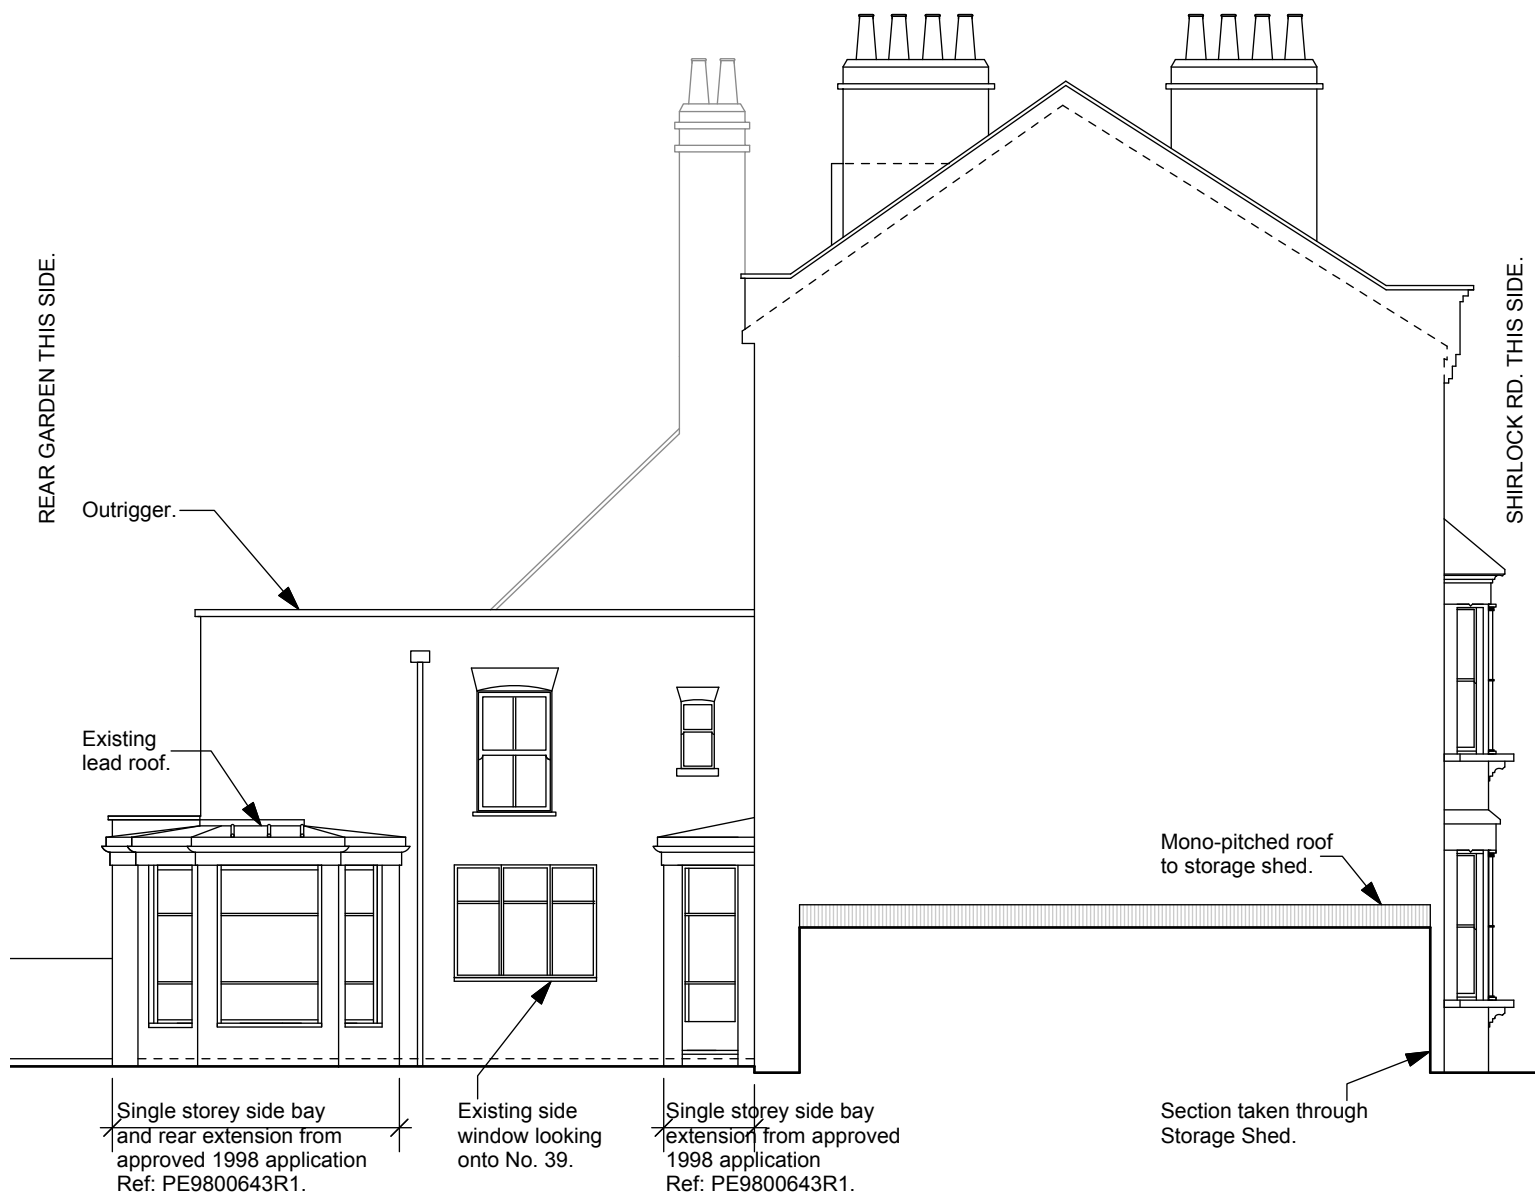 REAR GARDEN THIS SIDE.
SHIRLOCK RD. THIS SIDE.
Outrigger.
Existing
lead roof.
Mono-pitched roof
to storage shed.
Single storey side bay
and rear extension from
approved 1998 application
Ref: PE9800643R1.
Existing side
window looking
onto No. 39.
Single storey side bay
extension from approved
1998 application
Ref: PE9800643R1.
Section taken through
Storage Shed.